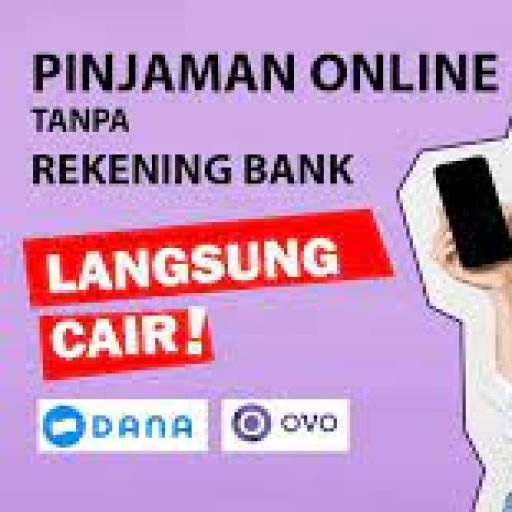 PINJAMAN ONLINE
TANPA
REKENING BANK
LANGSUNG
CAIR!
DANA OVO